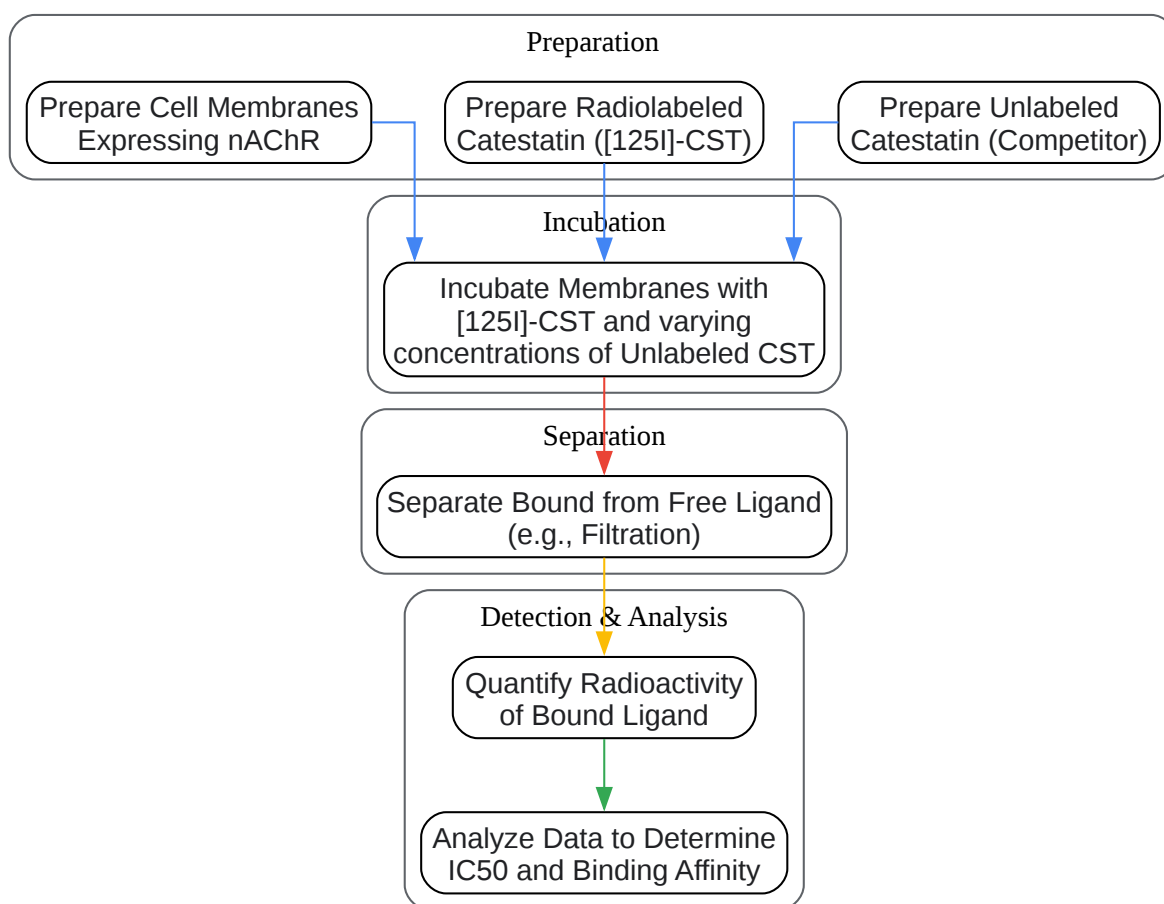 Preparation
Prepare Cell Membranes
Expressing nAChR
Prepare Radiolabeled
Catestatin ([125I]-CST)
Prepare Unlabeled
Catestatin (Competitor)
Incubation
Incubate Membranes with
[125I]-CST and varying
concentrations of Unlabeled CST
Separation
Separate Bound from Free Ligand
(e.g., Filtration)
Detection & Analysis
Quantify Radioactivity
of Bound Ligand
Analyze Data to Determine
IC50 and Binding Affinity